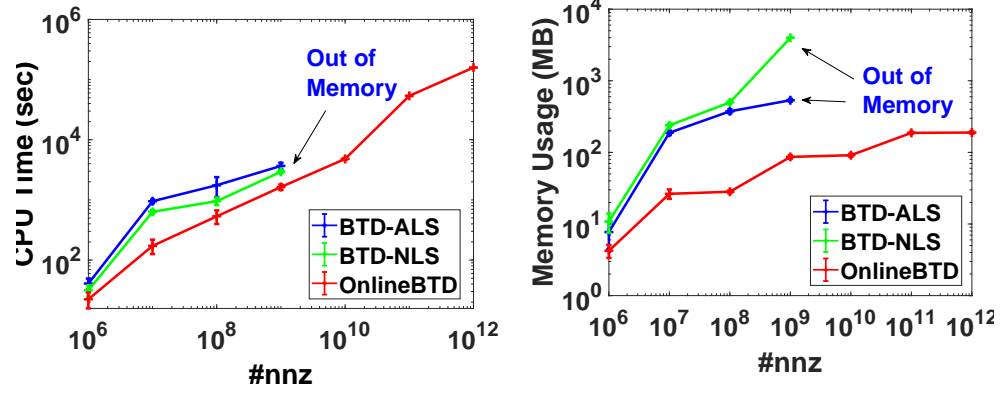 10^6
10^4
10^2
CPU Time (sec)
Out of
Memory
BTD-ALS
BTD-NLS
OnlineBTD
10^6 10^8 10^10 10^12
#nnz
10^4
10^3
10^2
10^1
10^0
Memory Usage (MB)
Out of
Memory
BTD-ALS
BTD-NLS
OnlineBTD
10^6 10^7 10^8 10^9 10^10 10^11 10^12
#nnz